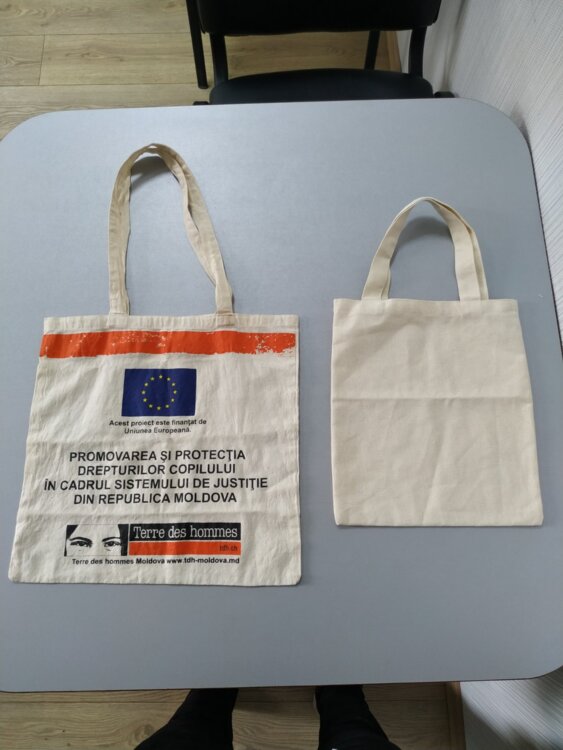 Acest proiect este finanțat de
Uniunea Europeană.
PROMOVAREA ȘI PROTECȚIA
DREPTURILOR COPILULUI
ÎN CADRUL SISTEMULUI DE JUSTIȚIE
DIN REPUBLICA MOLDOVA
Terre des hommes
tdh.ch
Terre des hommes Moldova www.tdh-moldova.md